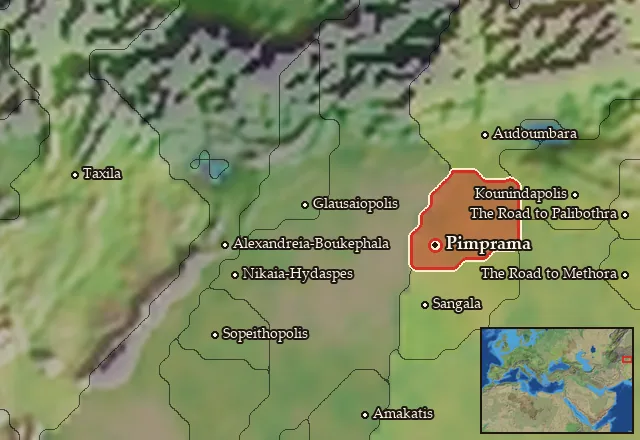 Audoumbara
Taxila
Kounindapolis
Glausaiopolis
The Road to Palibothra
Alexandreia-Boukephala
Pimprama
Nikaia-Hydaspes
The Road to Methora
Sangala
Sopeithopolis
Amakatis